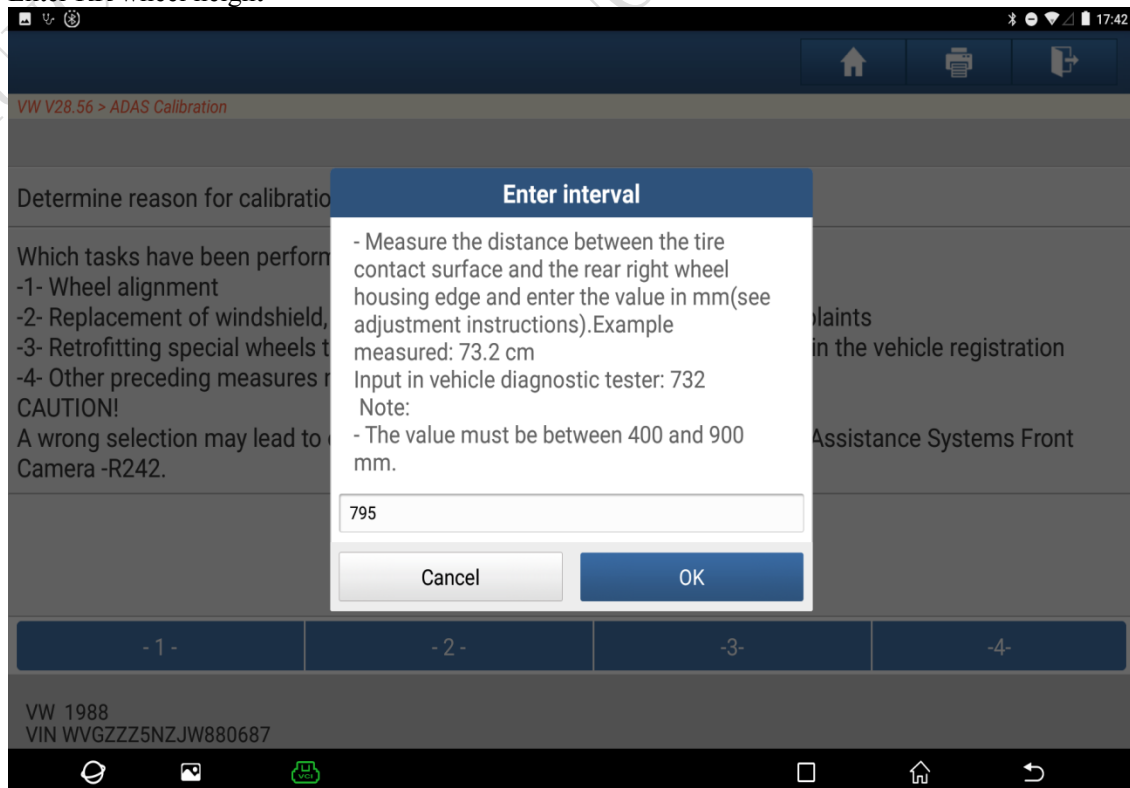 17:42
VW V28.56 > ADAS Calibration
Determine reason for calibratio
Enter interval
Which tasks have been perform
-1- Wheel alignment
-2- Replacement of windshield,
-3- Retrofitting special wheels t
in the vehicle registration
-4- Other preceding measures
CAUTION!
A wrong selection may lead to
Assistance Systems Front
Camera -R242.
- Measure the distance between the tire
contact surface and the rear right wheel
housing edge and enter the value in mm(see
adjustment instructions).Example
measured: 73.2 cm
Input in vehicle diagnostic tester: 732
Note:
- The value must be between 400 and 900
mm.
795
Cancel
OK
- 1 -
- 2 -
-3-
-4-
VW 1988
VIN WVGZZZ5NZJW880687
VCI